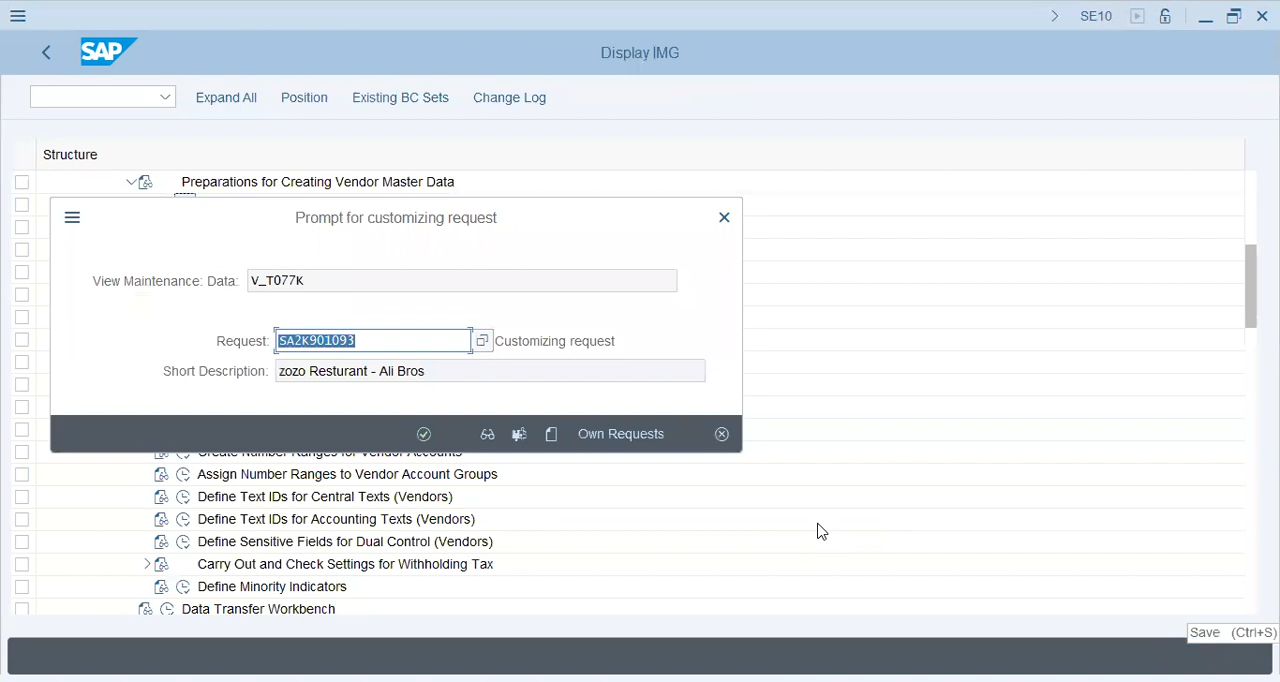 SE10
SAP
Display IMG
Expand All Position Existing BC Sets Change Log
Structure
Preparations for Creating Vendor Master Data
Prompt for customizing request
View Maintenance: Data: V_T077K
Request: SA2K901093 Customizing request
Short Description: zozo Resturant - Ali Bros
Own Requests
Create Number Ranges for Vendor Accounts
Assign Number Ranges to Vendor Account Groups
Define Text IDs for Central Texts (Vendors)
Define Text IDs for Accounting Texts (Vendors)
Define Sensitive Fields for Dual Control (Vendors)
Carry Out and Check Settings for Withholding Tax
Define Minority Indicators
Data Transfer Workbench
Save (Ctrl+S)